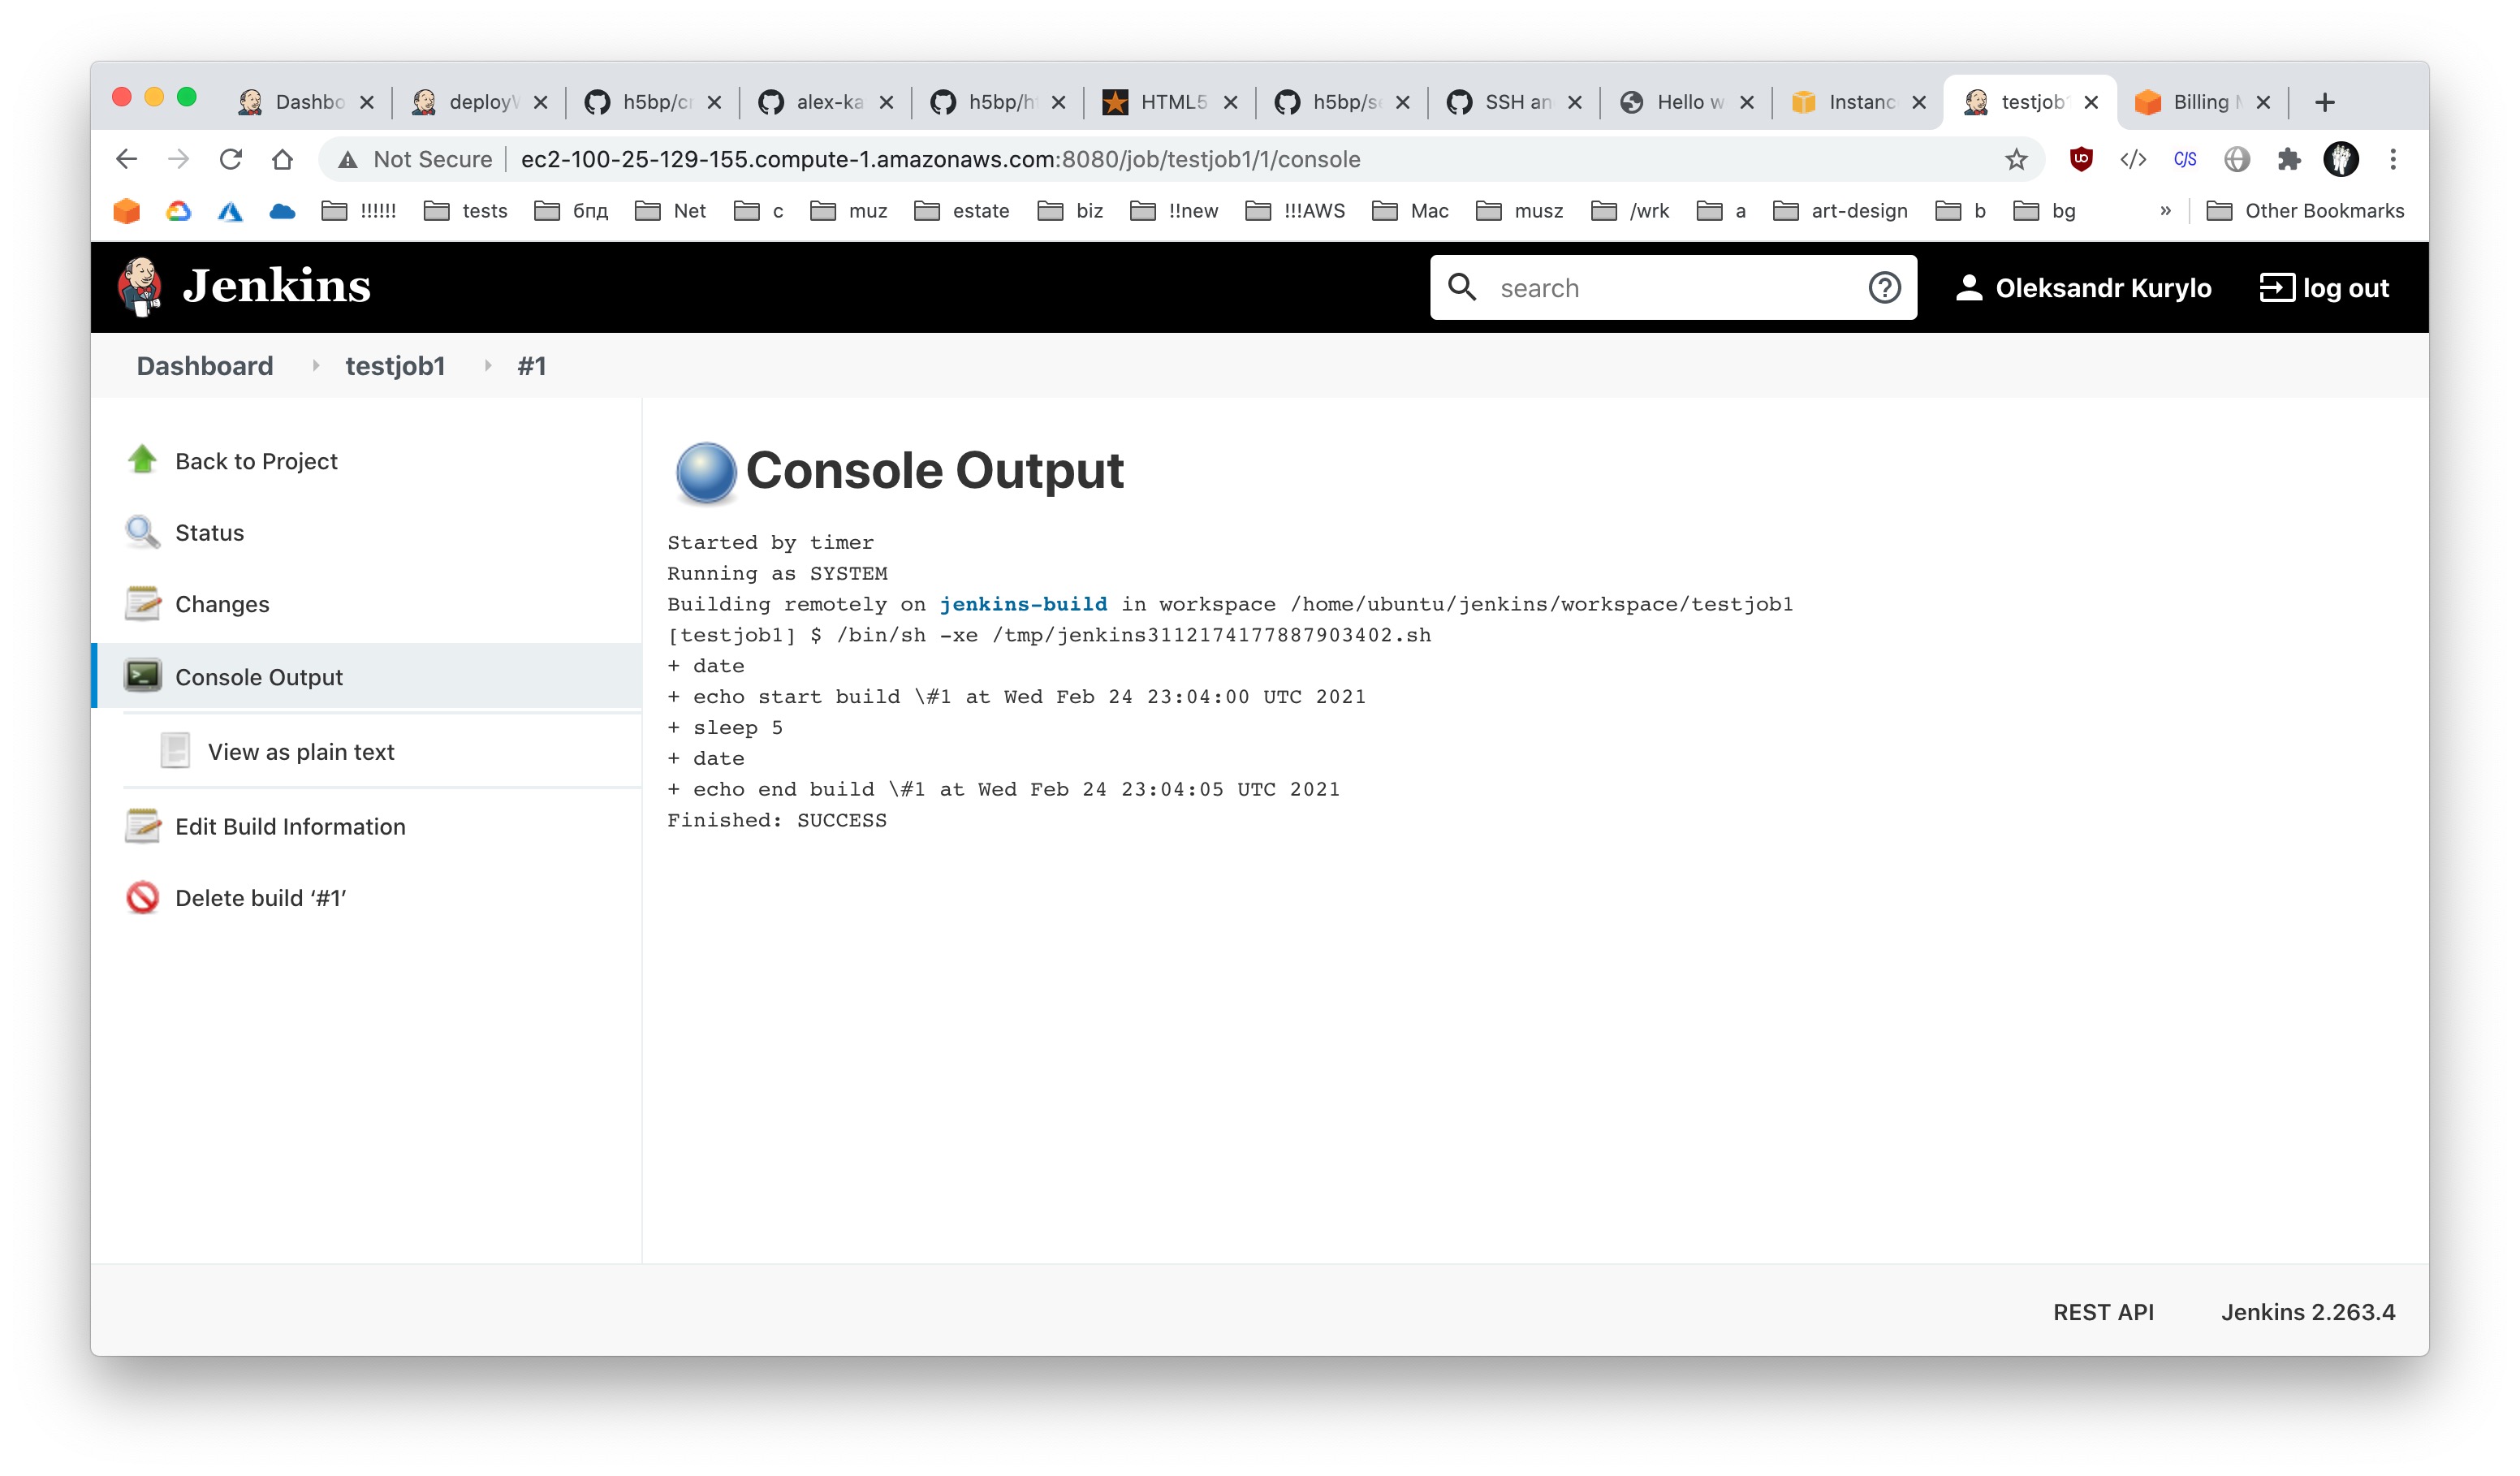 Dashbo
deployW
h5bp/cr
alex-ka
h5bp/h
HTML5
h5bp/se
SSH an
Hello w
Instanc
testjob
Billing
Not Secure ec2-100-25-129-155.compute-1.amazonaws.com:8080/job/testjob1/1/console
!!!!!! tests бпд Net c muz estate biz !!new !!!AWS Mac musz /wrk a art-design b bg » Other Bookmarks
Jenkins search Oleksandr Kurylo log out
Dashboard testjob1 #1
Back to Project
Status
Changes
Console Output
View as plain text
Edit Build Information
Delete build ‘#1’
Console Output
Started by timer
Running as SYSTEM
Building remotely on jenkins-build in workspace /home/ubuntu/jenkins/workspace/testjob1
[testjob1] $ /bin/sh -xe /tmp/jenkins3112174177887903402.sh
+ date
+ echo start build \#1 at Wed Feb 24 23:04:00 UTC 2021
+ sleep 5
+ date
+ echo end build \#1 at Wed Feb 24 23:04:05 UTC 2021
Finished: SUCCESS
REST API Jenkins 2.263.4